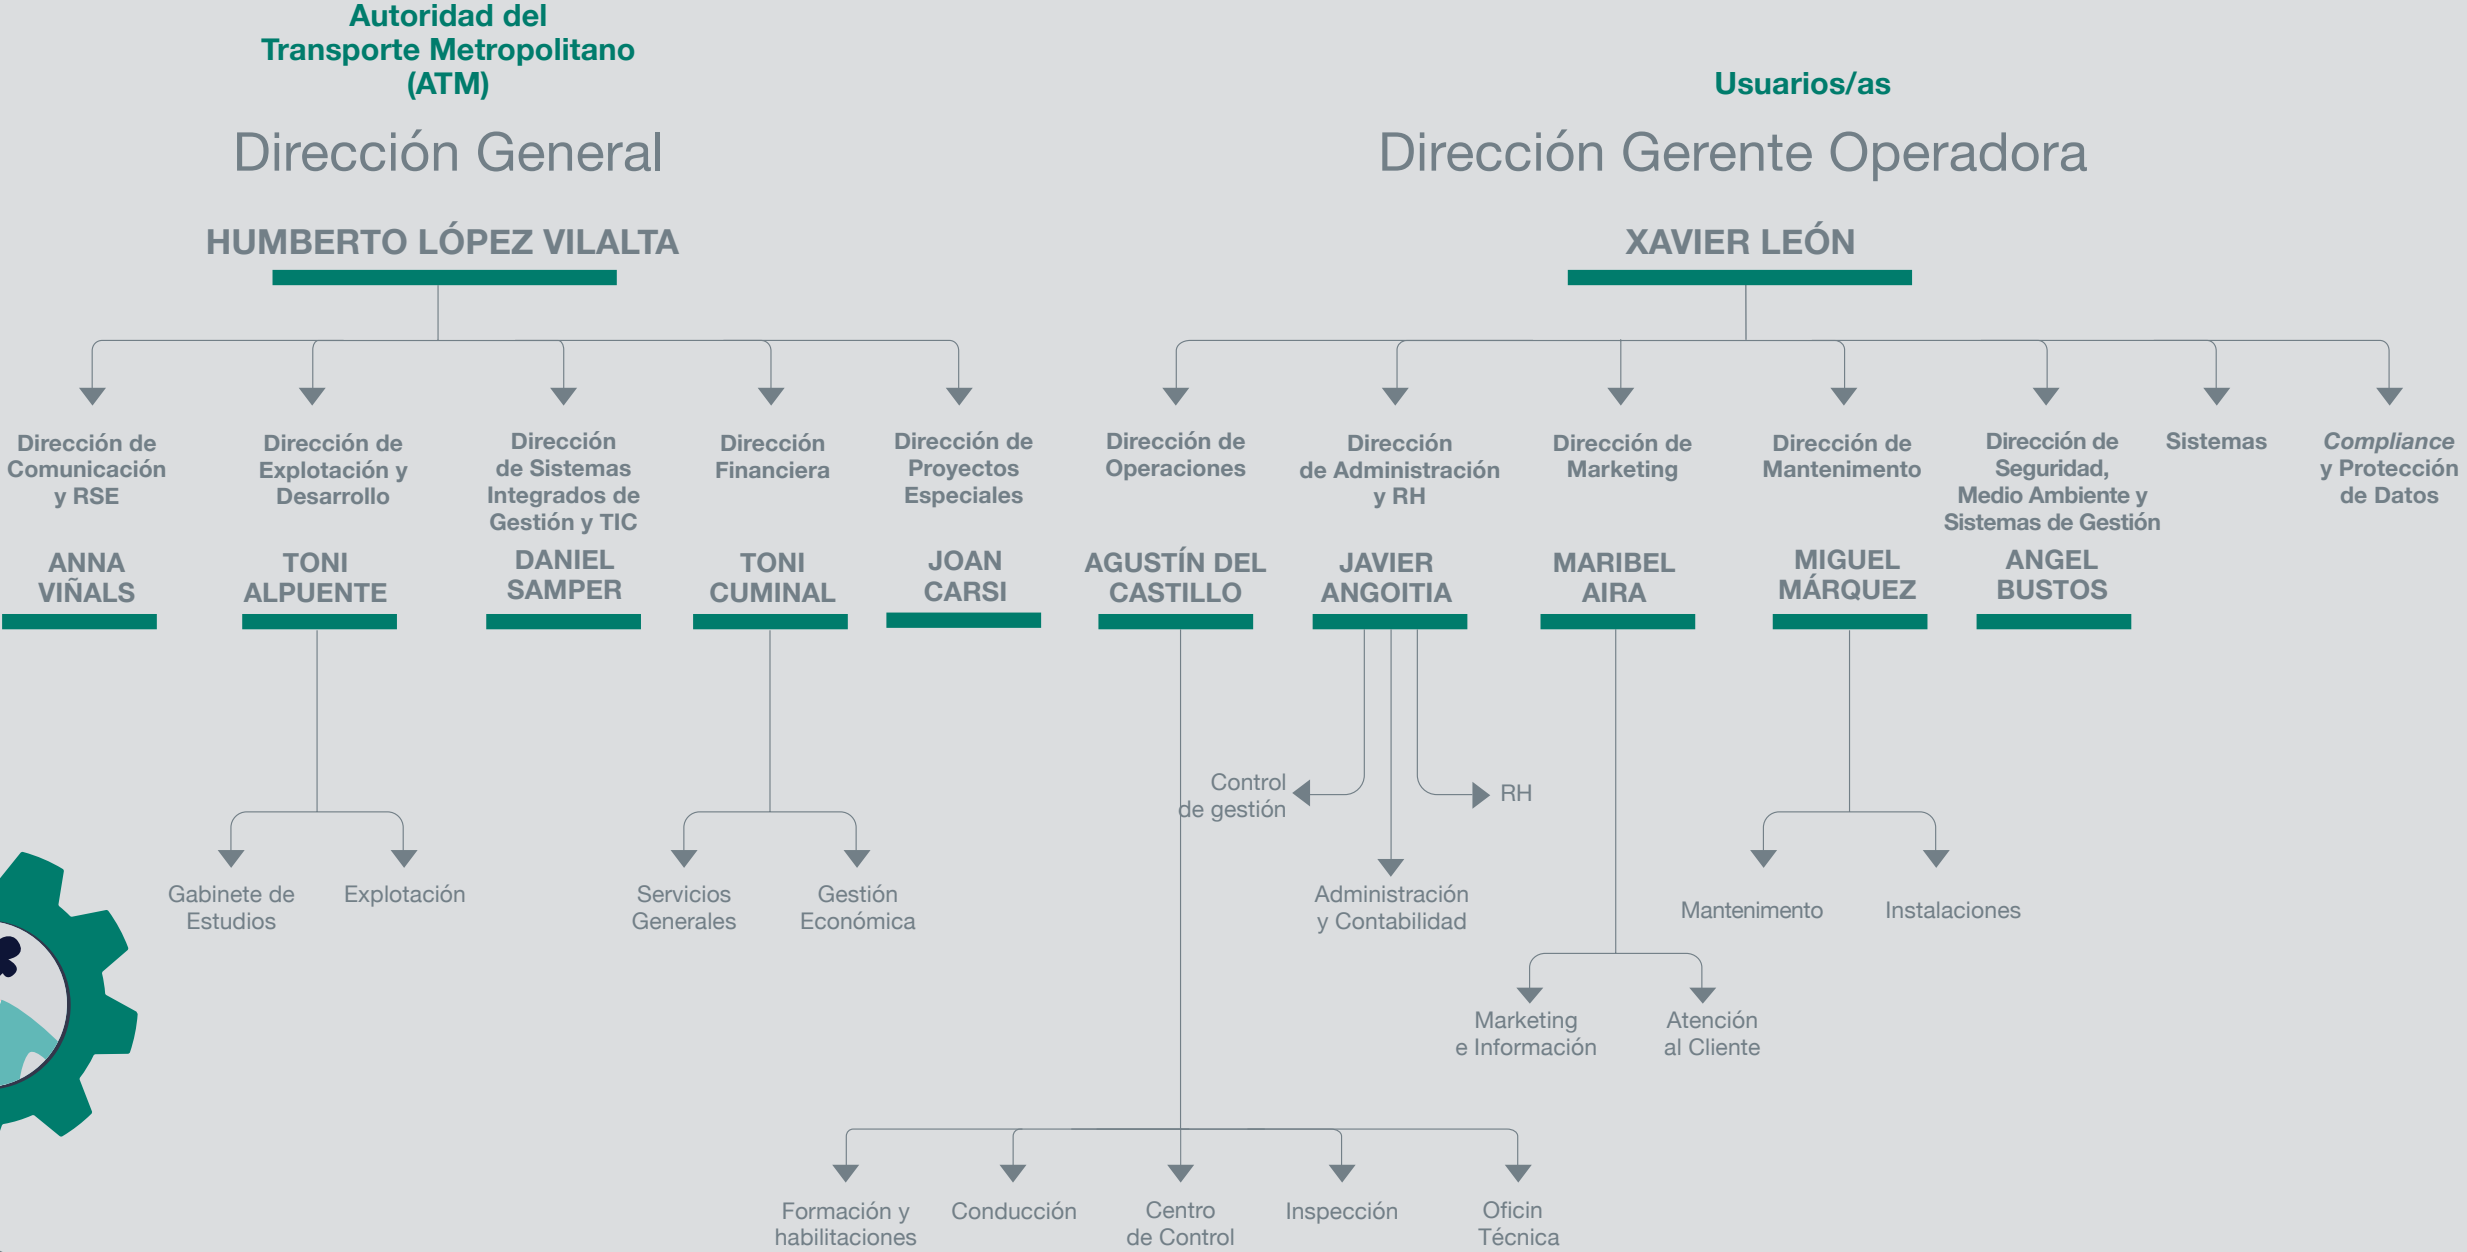 Autoridad del
Transporte Metropolitano
(ATM)
Dirección General
HUMBERTO LÓPEZ VILALTA
Dirección de
Comunicación
y RSE
ANNA
VIÑALS
Dirección de
Explotación y
Desarrollo
TONI
ALPUENTE
Dirección
de Sistemas
Integrados de
Gestión y TIC
DANIEL
SAMPER
Dirección
Financiera
TONI
CUMINAL
Dirección de
Proyectos
Especiales
JOAN
CARSI
Gabinete de
Estudios
Explotación
Servicios
Generales
Gestión
Económica
Usuarios/as
Dirección Gerente Operadora
XAVIER LEÓN
Dirección de
Operaciones
AGUSTÍN DEL
CASTILLO
Dirección
de Administración
y RH
JAVIER
ANGOITIA
Dirección de
Marketing
MARIBEL
AIRA
Dirección de
Mantenimento
MIGUEL
MÁRQUEZ
Dirección de
Seguridad,
Medio Ambiente y
Sistemas de Gestión
ANGEL
BUSTOS
Sistemas
Compliance
y Protección
de Datos
Control
de gestión
RH
Administración
y Contabilidad
Mantenimento
Instalaciones
Marketing
e Información
Atención
al Cliente
Formación y
habilitaciones
Conducción
Centro
de Control
Inspección
Oficin
Técnica